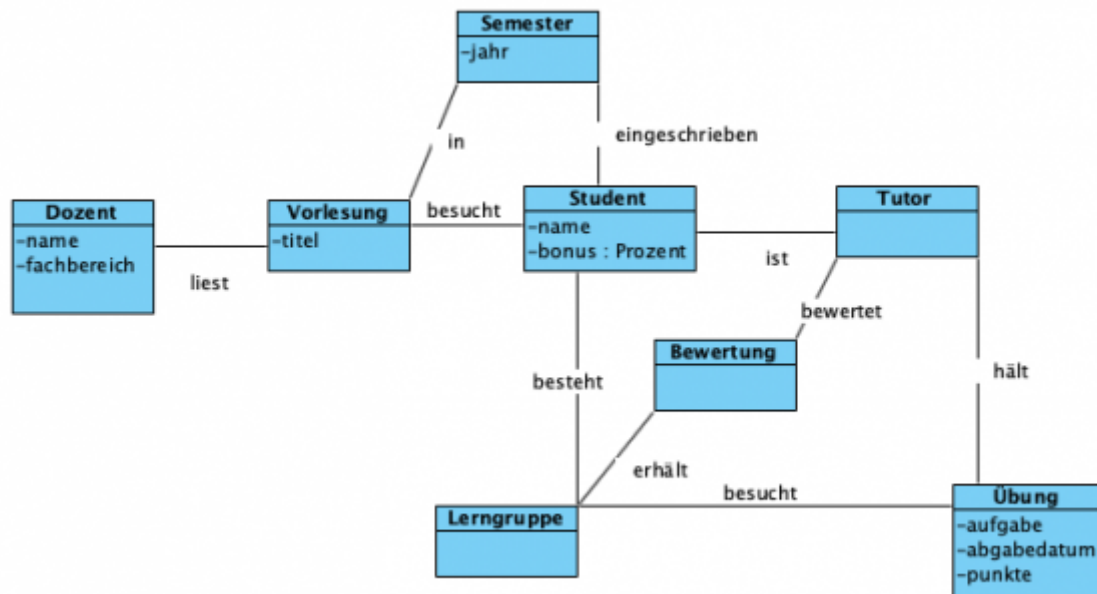 Semester
-jahr
in
eingeschrieben
Dozent
-name
-fachbereich
liest
Vorlesung
-titel
besucht
Student
-name
-bonus : Prozent
ist
Tutor
bewertet
Bewertung
besteht
hält
erhält
besucht
Lerngruppe
Übung
-aufgabe
-abgabedatum
-punkte